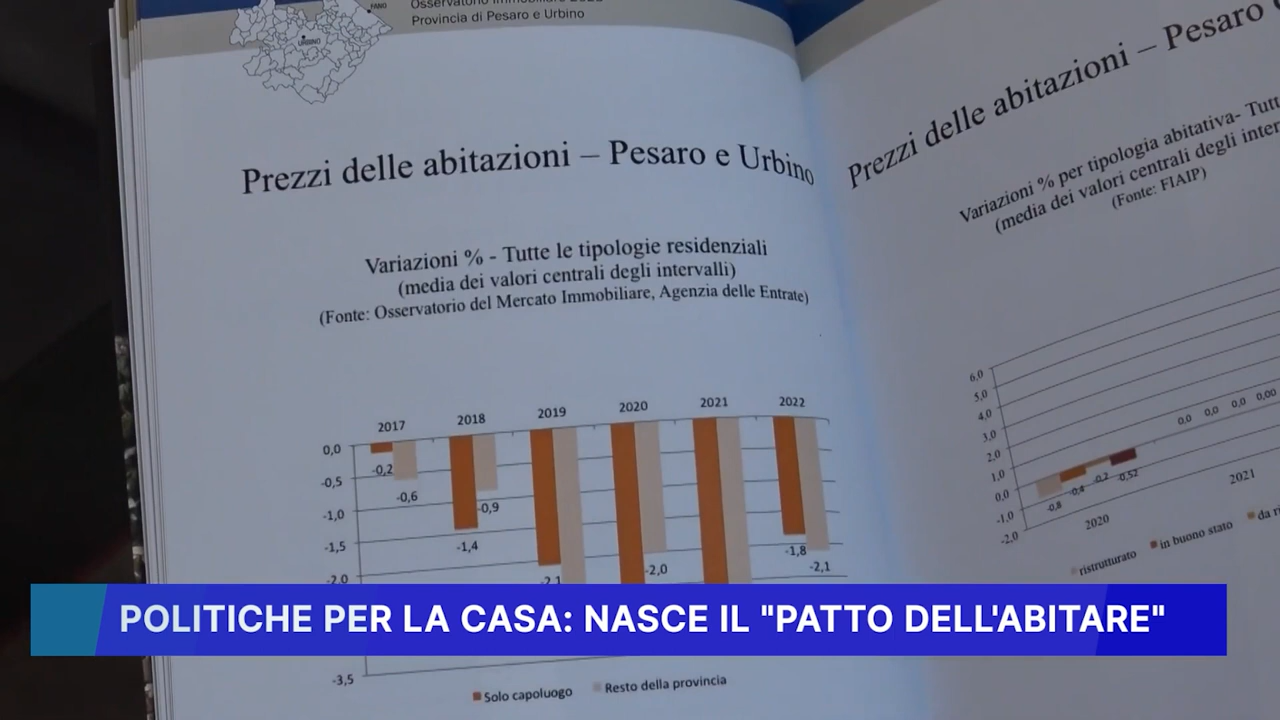 Provincia di Pesaro e Urbino
FANO
URBINO
Prezzi delle abitazioni – Pesaro e Urbino
Variazioni % - Tutte le tipologie residenziali
(media dei valori centrali degli intervalli)
(Fonte: Osservatorio del Mercato Immobiliare, Agenzia delle Entrate)
2017 2018 2019 2020 2021 2022
0,0
-0,5
-1,0
-1,5
-2,0
-3,5
-0,2
-0,6
-1,4
-0,9
-2,1
-2,0
-1,8
-2,1
Solo capoluogo Resto della provincia
Prezzi delle abitazioni – Pesaro
Variazioni % per tipologia abitativa- Tutt
(media dei valori centrali degli inter
(Fonte: FIAIP)
6,0
5,0
4,0
3,0
2,0
1,0
0,0
-1,0
-2,0
-0,8 -0,4 -0,2 -0,52
0,0 0,0 0,0 0,00
2020 2021
ristrutturato in buono stato da ri
POLITICHE PER LA CASA: NASCE IL "PATTO DELL'ABITARE"